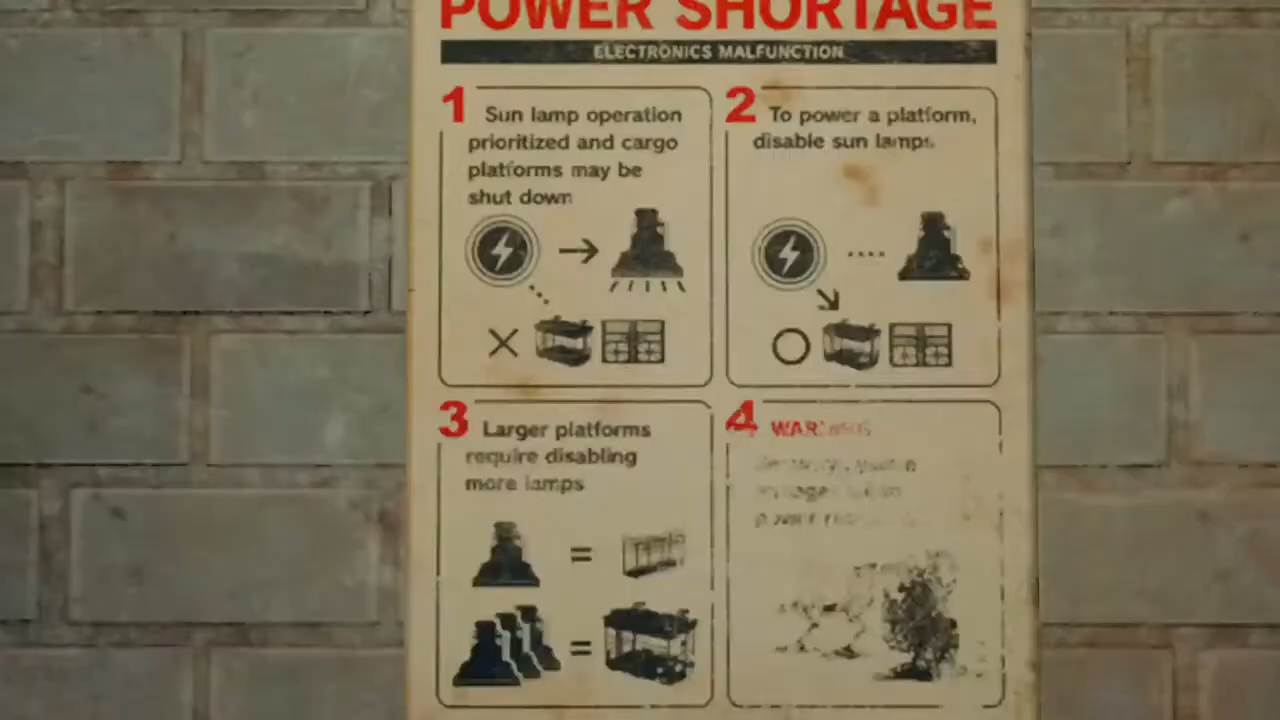 POWER SHORTAGE
ELECTRONICS MALFUNCTION
1 Sun lamp operation
prioritized and cargo
platforms may be
shut down
2 To power a platform,
disable sun lamps
3 Larger platforms
require disabling
more lamps
=
=
4